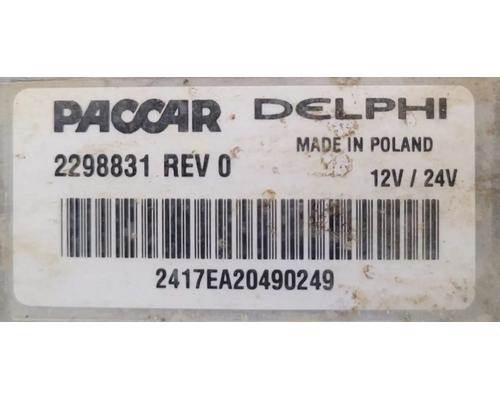 PACCAR DELPHI
MADE IN POLAND
2298831 REV 0
12V / 24V
2417EA20490249